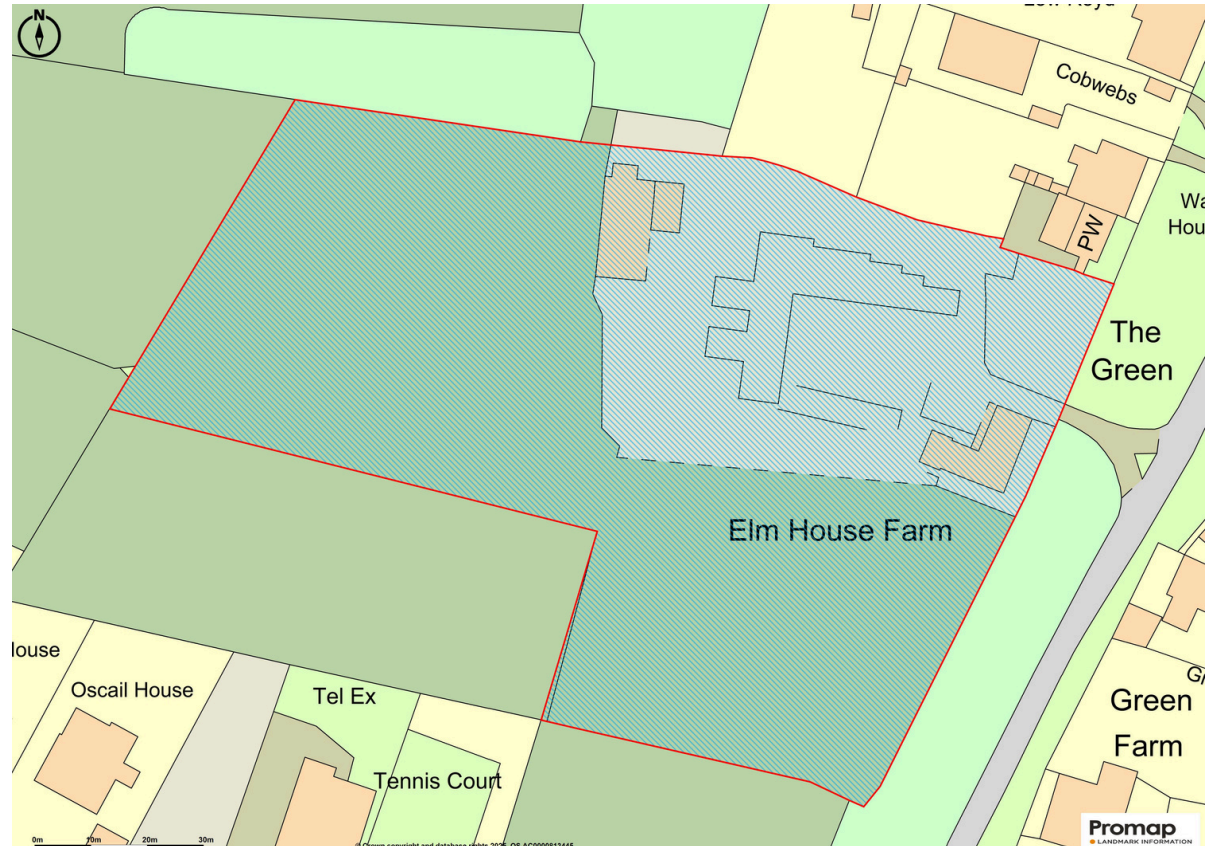 N
Cobwebs
PW
The
Green
Elm House Farm
Oscail House
Tel Ex
Tennis Court
Green
Farm
0m 10m 20m 30m
Promap
LANDMARK INFORMATION